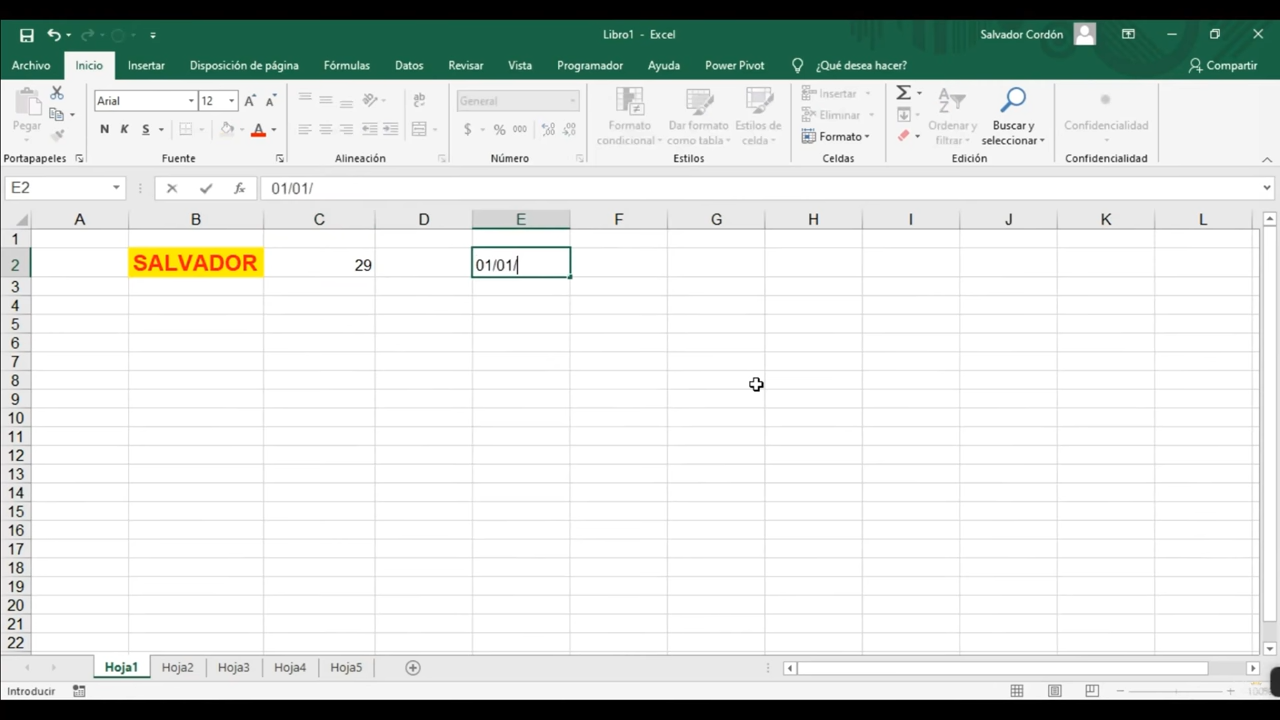 Libro1 - Excel
Salvador Cordón
Archivo Inicio Insertar Disposición de página Fórmulas Datos Revisar Vista Programador Ayuda Power Pivot ¿Qué desea hacer? Compartir
Pegar
Arial 12
N K S A
ab
General
$ % 000
Formato condicional
Dar formato como tabla
Estilos de celda
Insertar
Eliminar
Formato
Ordenar y filtrar
Buscar y seleccionar
Confidencialidad
Portapapeles Fuente Alineación Número Estilos Celdas Edición Confidencialidad
E2 fx 01/01/
A B C D E F G H I J K L
1
2 SALVADOR 29 01/01/
3
4
5
6
7
8
9
10
11
12
13
14
15
16
17
18
19
20
21
22
Hoja1 Hoja2 Hoja3 Hoja4 Hoja5
Introducir